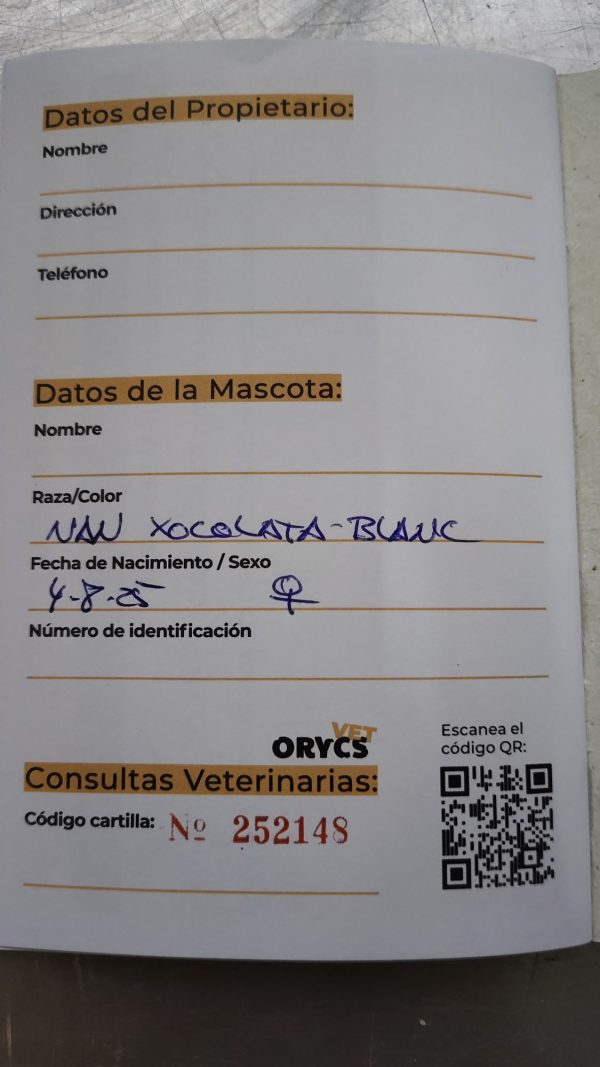 Datos del Propietario:
Nombre
Dirección
Teléfono
Datos de la Mascota:
Nombre
Raza/Color
NAN XOCOLATA-BLANC
Fecha de Nacimiento / Sexo
4-8-25 ♀
Número de identificación
VET
ORYCS
Consultas Veterinarias:
Código cartilla: Nº 252148
Escanea el
código QR: